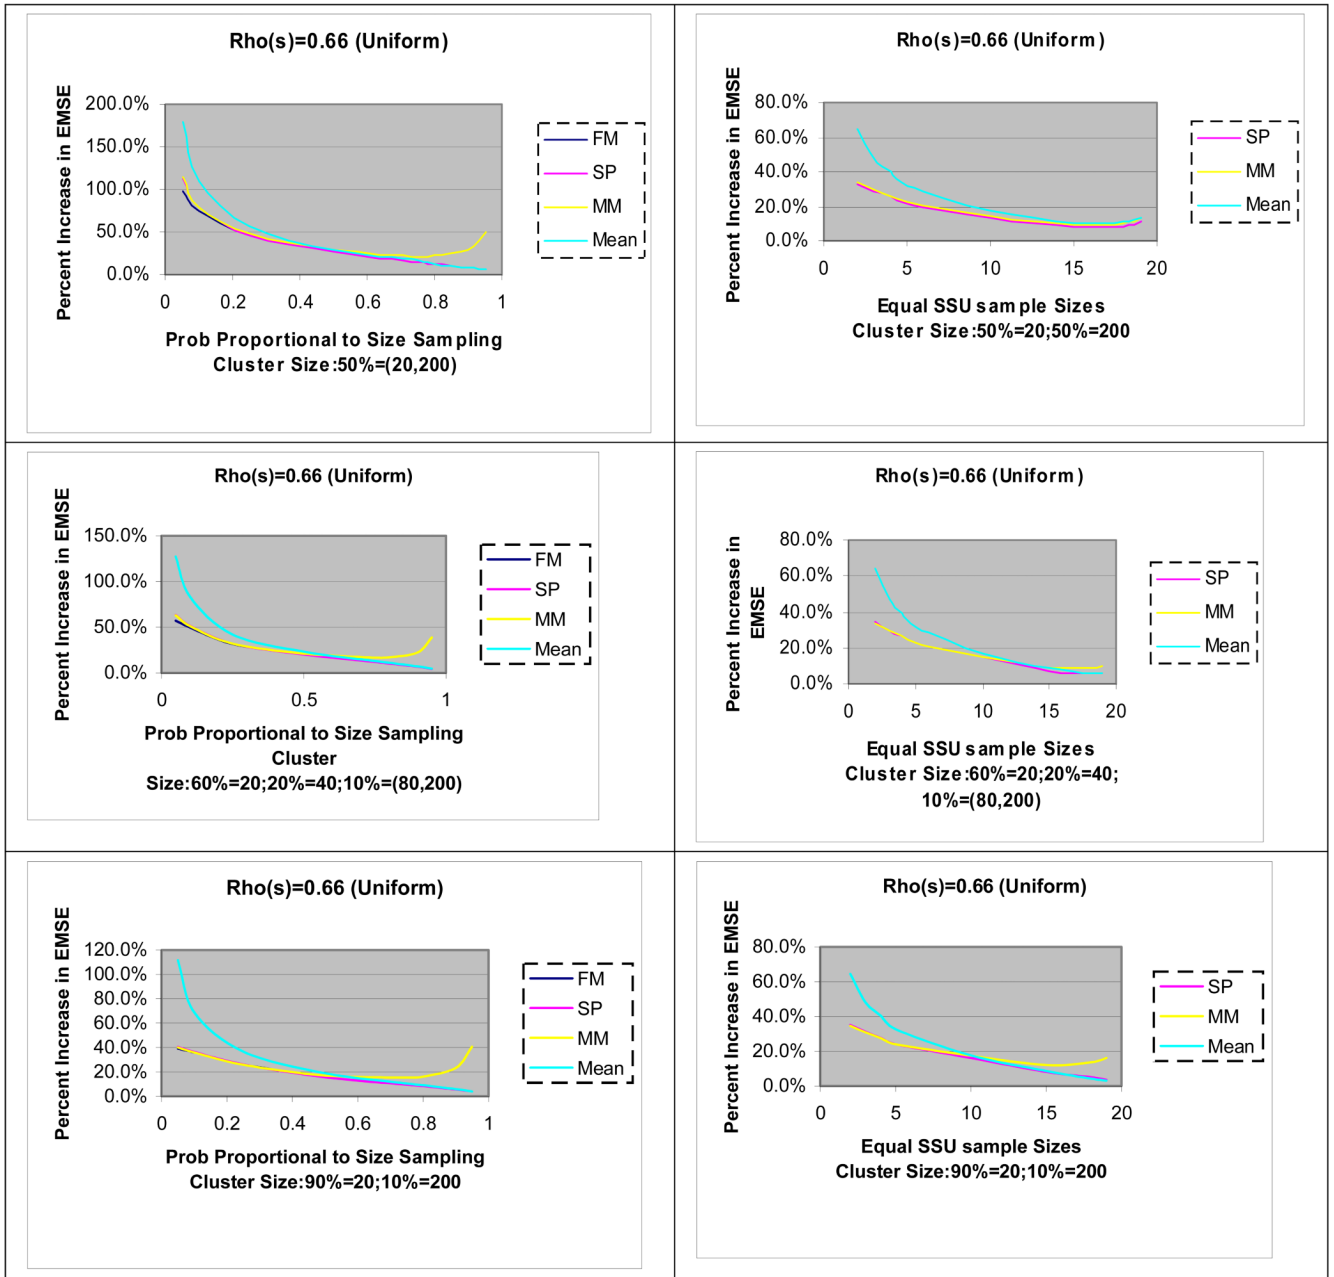 Rho(s)=0.66 (Uniform)
Percent Increase in EMSE
200.0%
150.0%
100.0%
50.0%
0.0%
0 0.2 0.4 0.6 0.8 1
Prob Proportional to Size Sampling
Cluster Size:50%=(20,200)
FM
SP
MM
Mean
Rho(s)=0.66 (Uniform)
Percent Increase in EMSE
80.0%
60.0%
40.0%
20.0%
0.0%
0 5 10 15 20
Equal SSU sample Sizes
Cluster Size:50%=20;50%=200
SP
MM
Mean
Rho(s)=0.66 (Uniform)
Percent Increase in EMSE
150.0%
100.0%
50.0%
0.0%
0 0.5 1
Prob Proportional to Size Sampling
Cluster
Size:60%=20;20%=40;10%=(80,200)
FM
SP
MM
Mean
Rho(s)=0.66 (Uniform)
Percent Increase in
EMSE
80.0%
60.0%
40.0%
20.0%
0.0%
0 5 10 15 20
Equal SSU sample Sizes
Cluster Size:60%=20;20%=40;
10%=(80,200)
SP
MM
Mean
Rho(s)=0.66 (Uniform)
Percent Increase in EMSE
120.0%
100.0%
80.0%
60.0%
40.0%
20.0%
0.0%
0 0.2 0.4 0.6 0.8 1
Prob Proportional to Size Sampling
Cluster Size:90%=20;10%=200
FM
SP
MM
Mean
Rho(s)=0.66 (Uniform)
Percent Increase in EMSE
80.0%
60.0%
40.0%
20.0%
0.0%
0 5 10 15 20
Equal SSU sample Sizes
Cluster Size:90%=20;10%=200
SP
MM
Mean